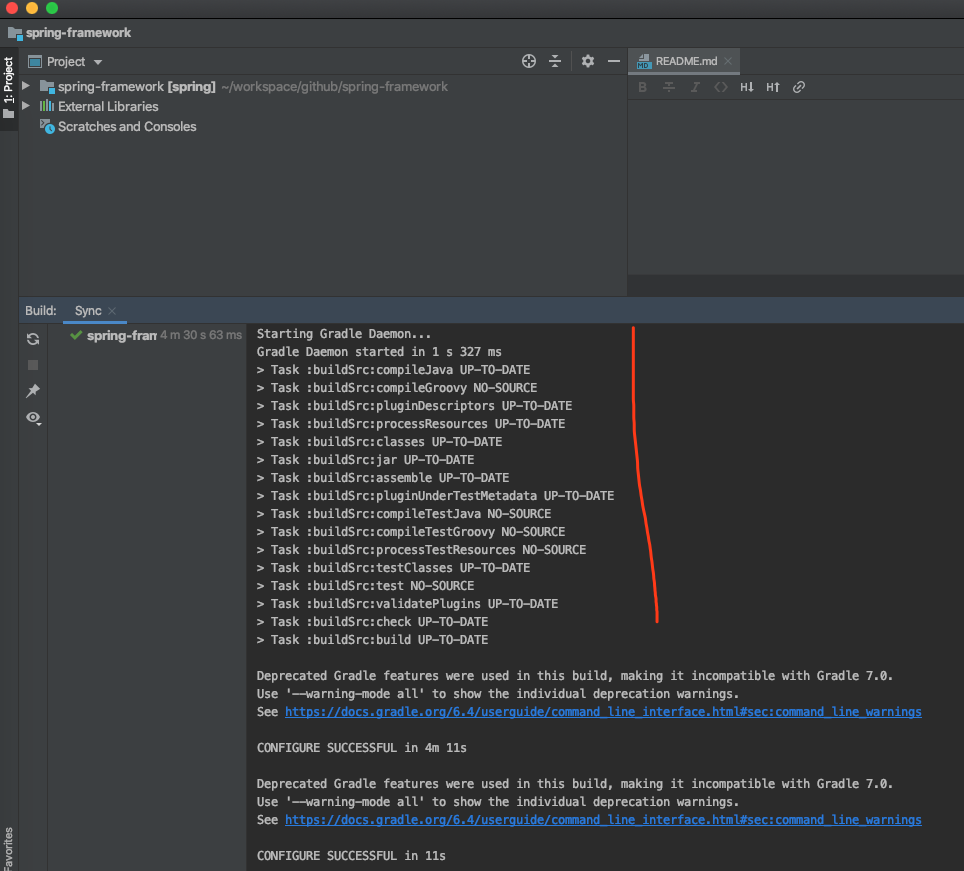 spring-framework
Project
1: Project
spring-framework [spring] ~/workspace/github/spring-framework
External Libraries
Scratches and Consoles
README.md
MD
B I <> H↓ H↑
Build: Sync
spring-fran 4 m 30 s 63 ms
Starting Gradle Daemon...
Gradle Daemon started in 1 s 327 ms
> Task :buildSrc:compileJava UP-TO-DATE
> Task :buildSrc:compileGroovy NO-SOURCE
> Task :buildSrc:pluginDescriptors UP-TO-DATE
> Task :buildSrc:processResources UP-TO-DATE
> Task :buildSrc:classes UP-TO-DATE
> Task :buildSrc:jar UP-TO-DATE
> Task :buildSrc:assemble UP-TO-DATE
> Task :buildSrc:pluginUnderTestMetadata UP-TO-DATE
> Task :buildSrc:compileTestJava NO-SOURCE
> Task :buildSrc:compileTestGroovy NO-SOURCE
> Task :buildSrc:processTestResources NO-SOURCE
> Task :buildSrc:testClasses UP-TO-DATE
> Task :buildSrc:test NO-SOURCE
> Task :buildSrc:validatePlugins UP-TO-DATE
> Task :buildSrc:check UP-TO-DATE
> Task :buildSrc:build UP-TO-DATE
Deprecated Gradle features were used in this build, making it incompatible with Gradle 7.0.
Use '--warning-mode all' to show the individual deprecation warnings.
See https://docs.gradle.org/6.4/userguide/command_line_interface.html#sec:command_line_warnings
CONFIGURE SUCCESSFUL in 4m 11s
Deprecated Gradle features were used in this build, making it incompatible with Gradle 7.0.
Use '--warning-mode all' to show the individual deprecation warnings.
See https://docs.gradle.org/6.4/userguide/command_line_interface.html#sec:command_line_warnings
CONFIGURE SUCCESSFUL in 11s
Favorites